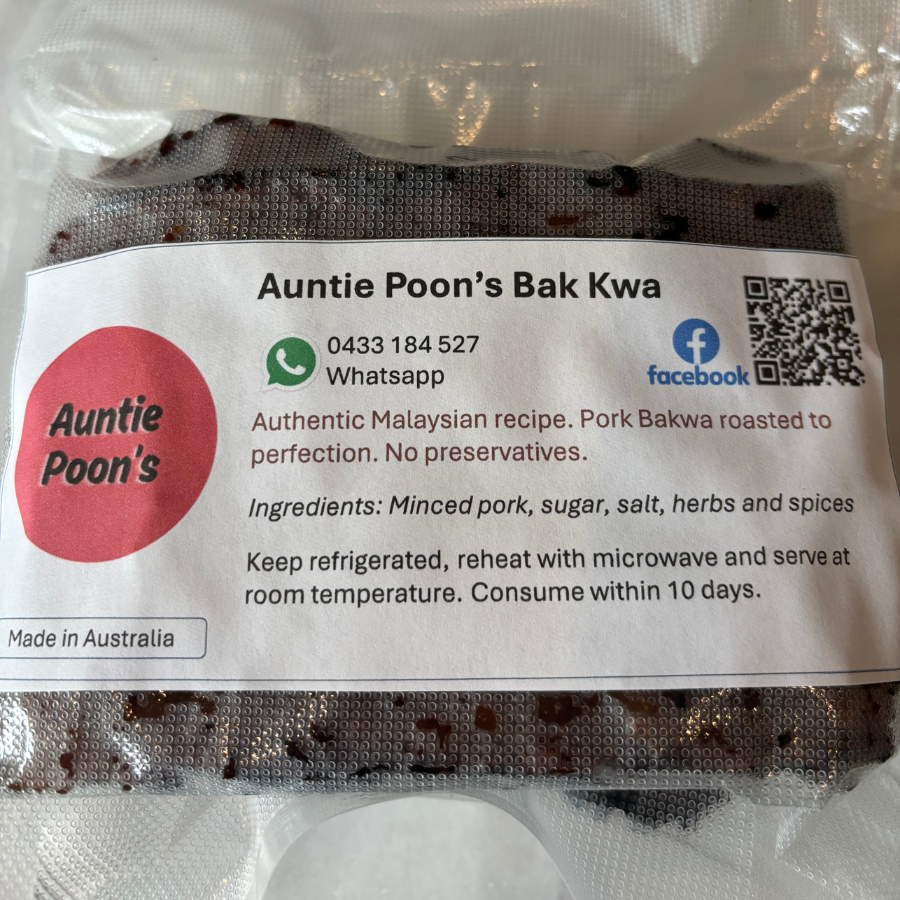 Auntie Poon's Bak Kwa
0433 184 527
Whatsapp
facebook
Auntie
Poon's
Authentic Malaysian recipe. Pork Bakwa roasted to
perfection. No preservatives.
Ingredients: Minced pork, sugar, salt, herbs and spices
Keep refrigerated, reheat with microwave and serve at
room temperature. Consume within 10 days.
Made in Australia